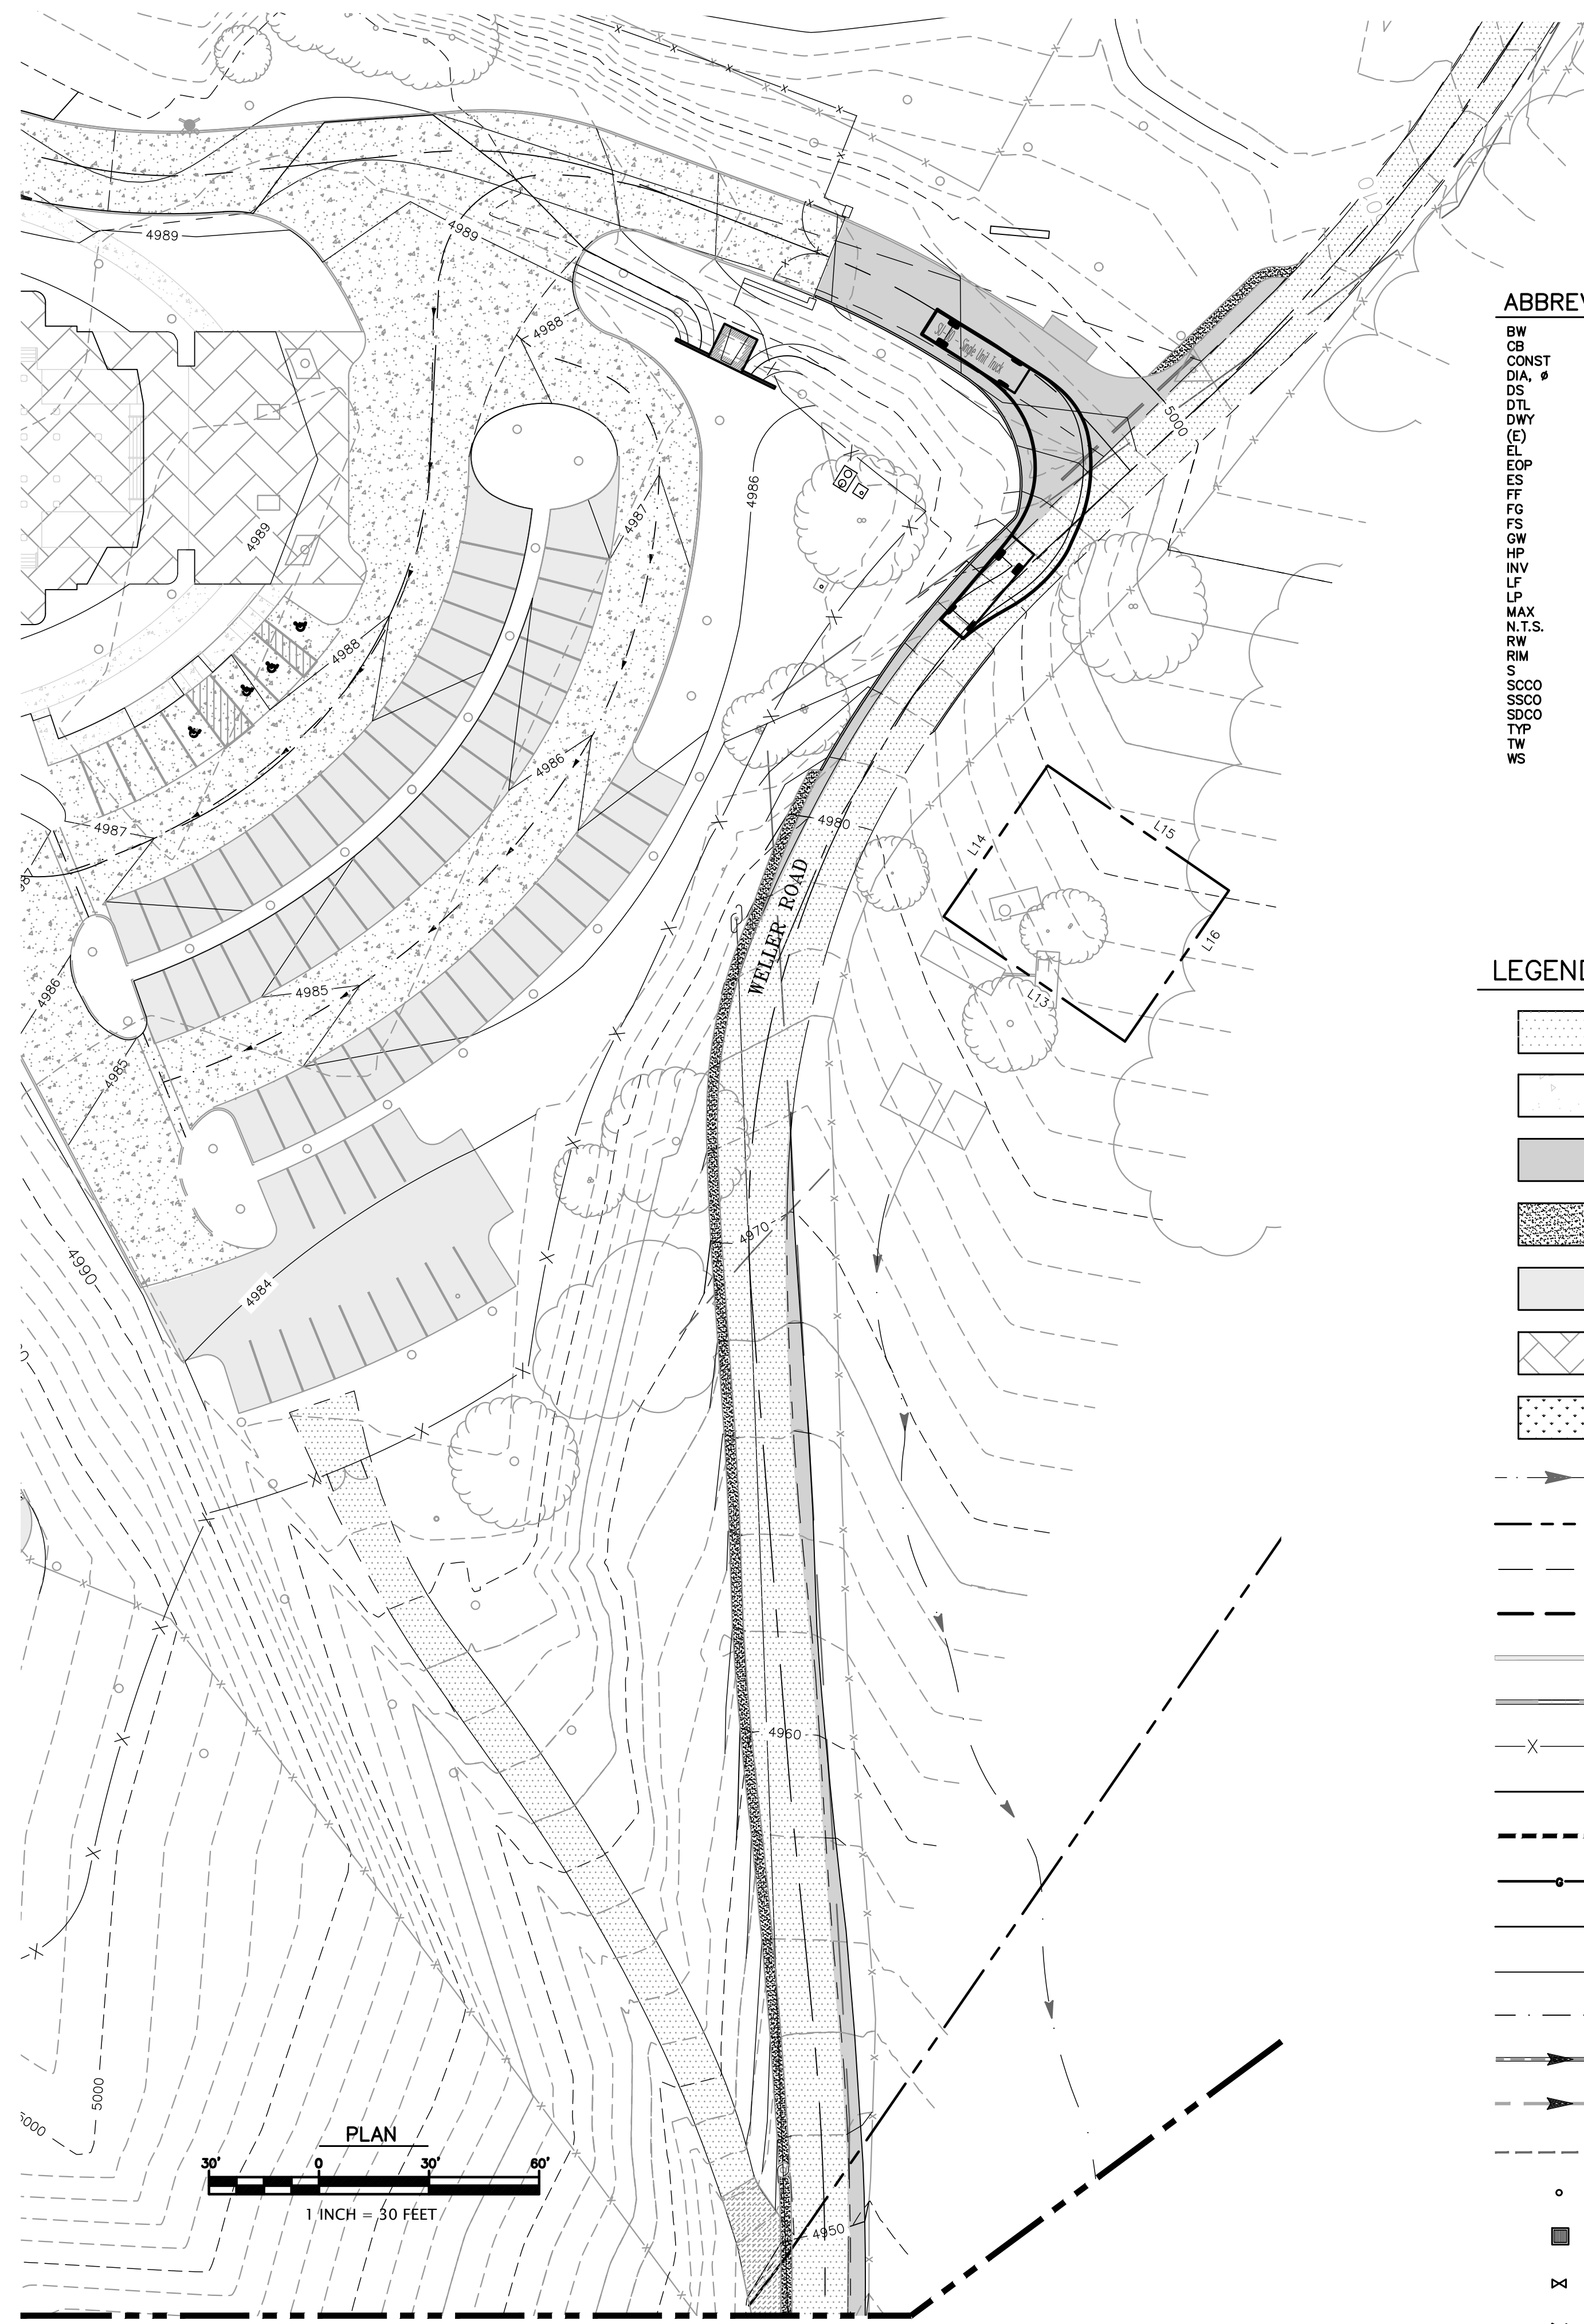 4989
4989
4988
SU-40 - Single Unit Truck
5000
4986
4987
4989
4988
4986
4987
4980
L14
L15
WELLER ROAD
L16
4986
4985
L13
4985
4970
4990
4984
4960
5000
5000
PLAN
30' 0 30' 60'
1 INCH = 30 FEET
4950
ABBREV
BW
CB
CONST
DIA, ø
DS
DTL
DWY
(E)
EL
EOP
ES
FF
FG
FS
GW
HP
INV
LF
LP
MAX
N.T.S.
RW
RIM
S
SCCO
SSCO
SDCO
TYP
TW
WS
LEGEND
X
G